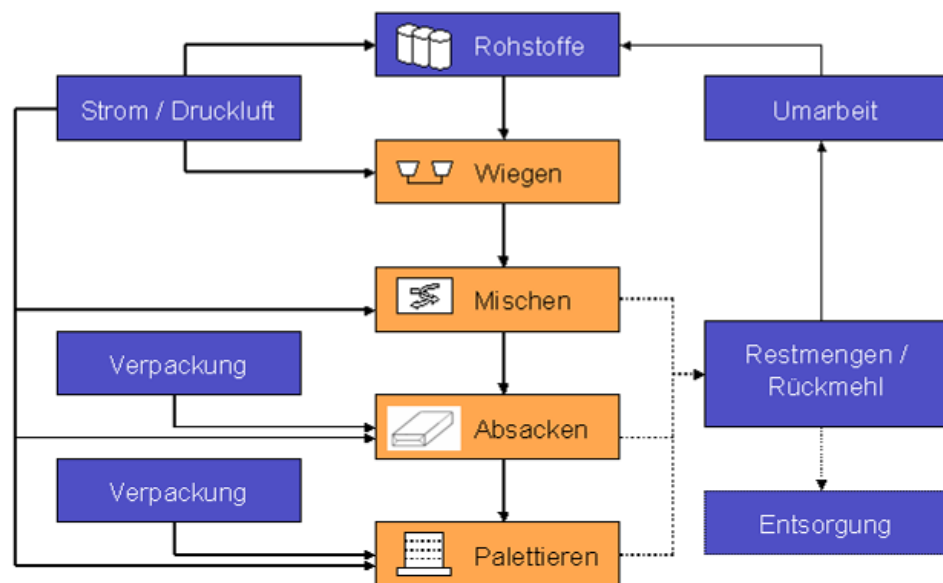 Rohstoffe
Strom / Druckluft
Umarbeit
Wiegen
Mischen
Verpackung
Restmengen /
Rückmehl
Absacken
Verpackung
Entsorgung
Palettieren